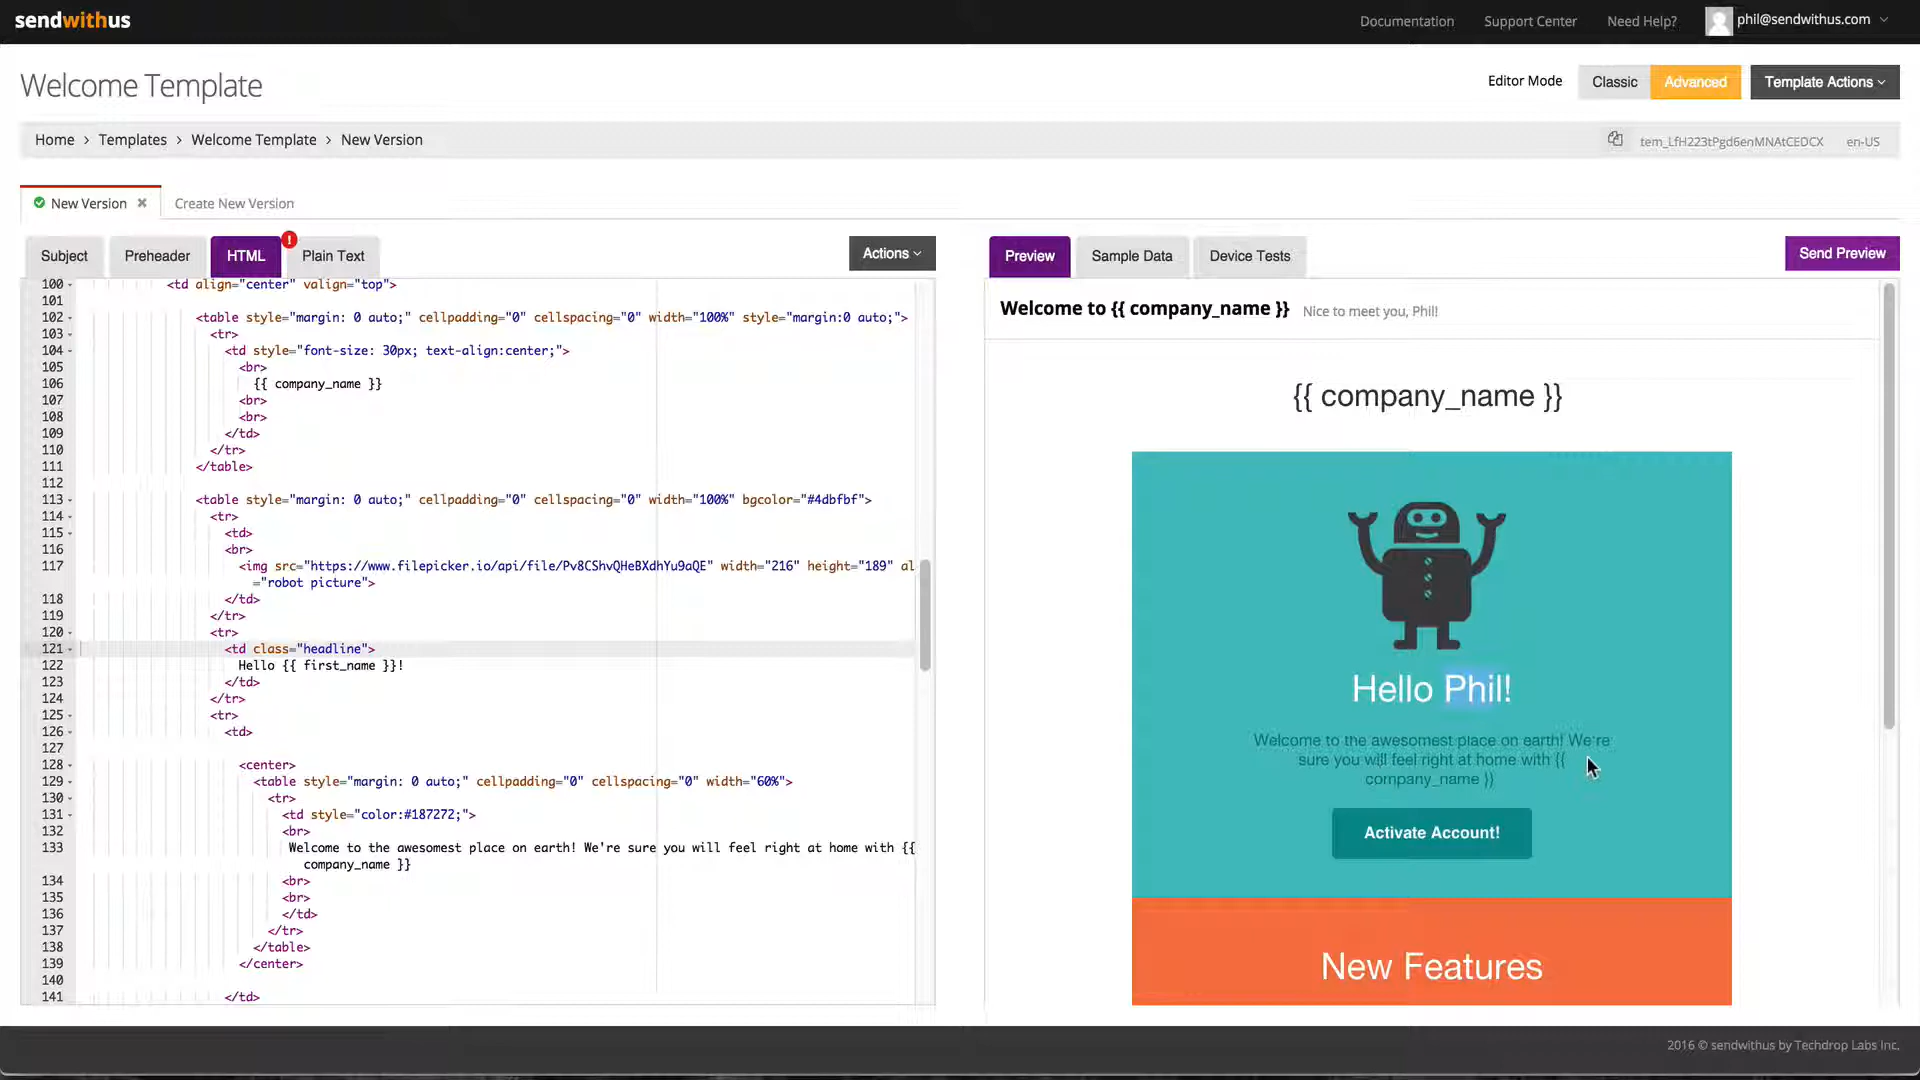 sendwithus
Documentation
Support Center
Need Help?
phil@sendwithus.com
Welcome Template
Editor Mode
Classic
Advanced
Template Actions
Home > Templates > Welcome Template > New Version
tem_LfH223tPgd6enMNAtCEDCX
en-US
New Version
Create New Version
Subject
Preheader
HTML
!
Plain Text
Actions
100 <td align="center" valign="top">
101
102 <table style="margin: 0 auto;" cellpadding="0" cellspacing="0" width="100%" style="margin:0 auto;">
103 <tr>
104 <td style="font-size: 30px; text-align:center;">
105 <br>
106 {{ company_name }}
107 <br>
108 <br>
109 </td>
110 </tr>
111 </table>
112
113 <table style="margin: 0 auto;" cellpadding="0" cellspacing="0" width="100%" bgcolor="#4dbfbf">
114 <tr>
115 <td>
116 <br>
117 <img src="https://www.filepicker.io/api/file/Pv8CShvQHeBXdhYu9aQE" width="216" height="189" al
="robot picture">
118 </td>
119 </tr>
120 <tr>
121 <td class="headline">
122 Hello {{ first_name }}!
123 </td>
124 </tr>
125 <tr>
126 <td>
127
128 <center>
129 <table style="margin: 0 auto;" cellpadding="0" cellspacing="0" width="60%">
130 <tr>
131 <td style="color:#187272;">
132 <br>
133 Welcome to the awesomest place on earth! We're sure you will feel right at home with {{
company_name }}
134 <br>
135 <br>
136 </td>
137 </tr>
138 </table>
139 </center>
140
141 </td>
Preview
Sample Data
Device Tests
Send Preview
Welcome to {{ company_name }} Nice to meet you, Phil!
{{ company_name }}
Hello Phil!
Welcome to the awesomest place on earth! We're
sure you will feel right at home with {{
company_name }}
Activate Account!
New Features
2016 © sendwithus by Techdrop Labs Inc.